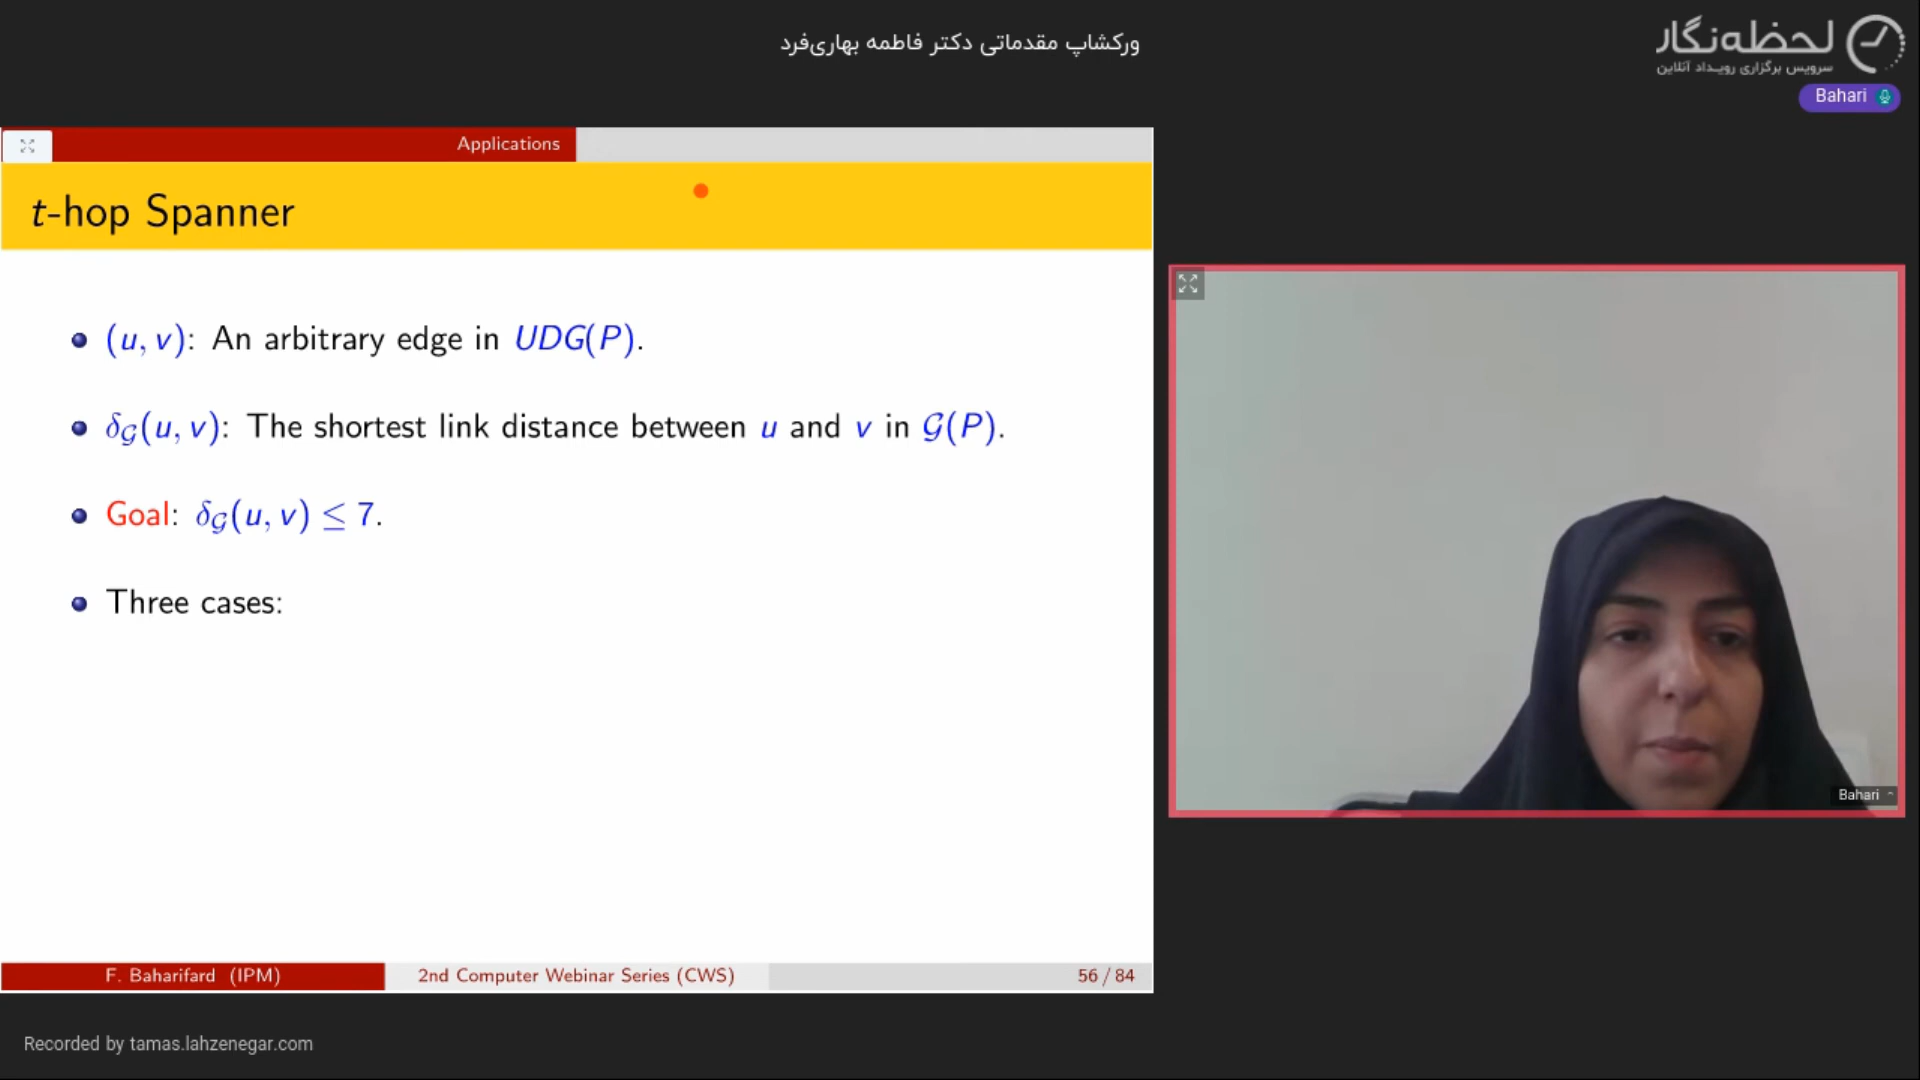 ورکشاپ مقدماتی دکتر فاطمه بهاری‌فرد
لحظه‌نگار
سرویس برگزاری رویداد آنلاین
Bahari
Applications
t-hop Spanner
(u, v): An arbitrary edge in UDG(P).
δ𝒢(u, v): The shortest link distance between u and v in 𝒢(P).
Goal: δ𝒢(u, v) ≤ 7.
Three cases:
Bahari
F. Baharifard (IPM) 2nd Computer Webinar Series (CWS) 56 / 84
Recorded by tamas.lahzenegar.com